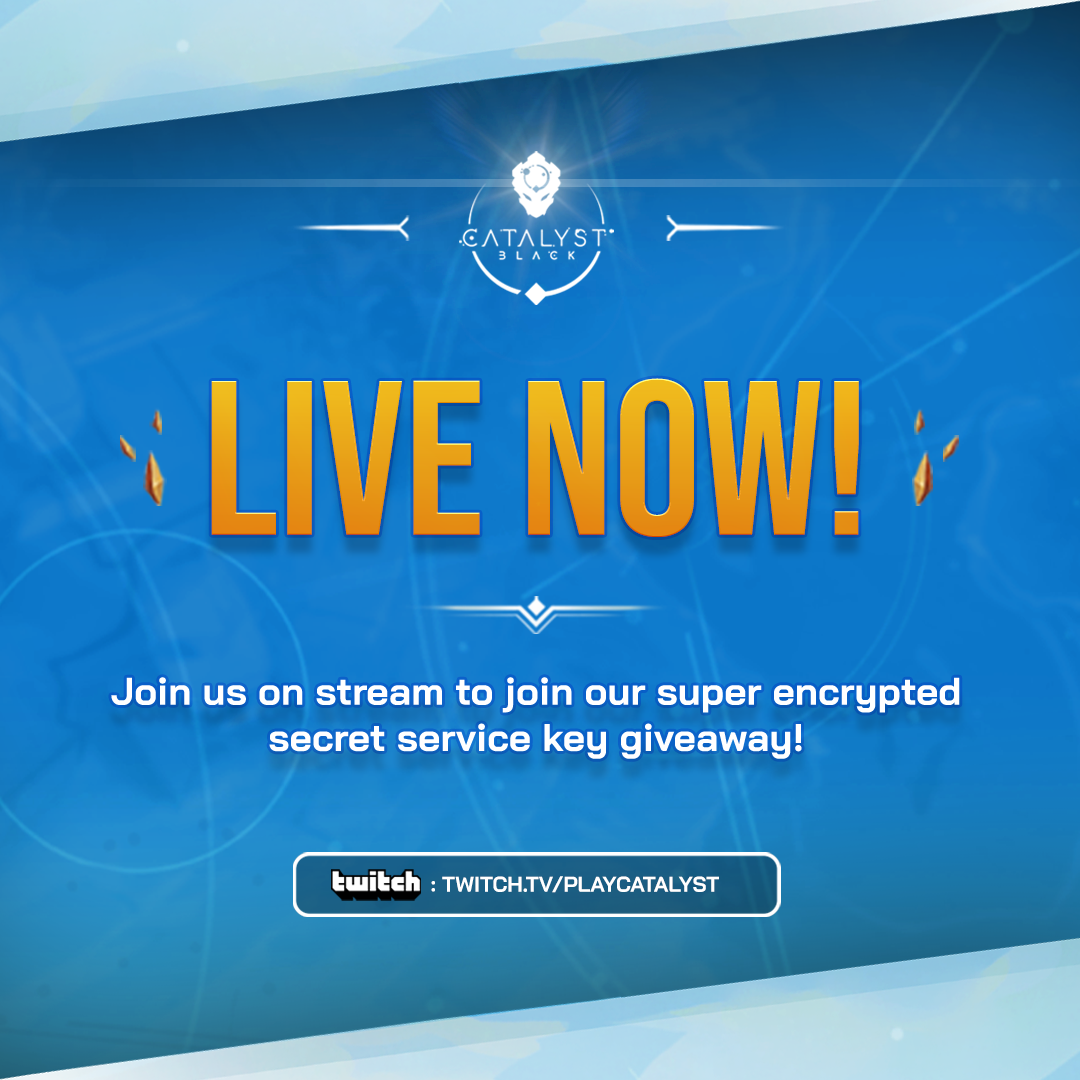 CATALYST
BLACK
LIVE NOW!
Join us on stream to join our super encrypted
secret service key giveaway!
twitch : TWITCH.TV/PLAYCATALYST